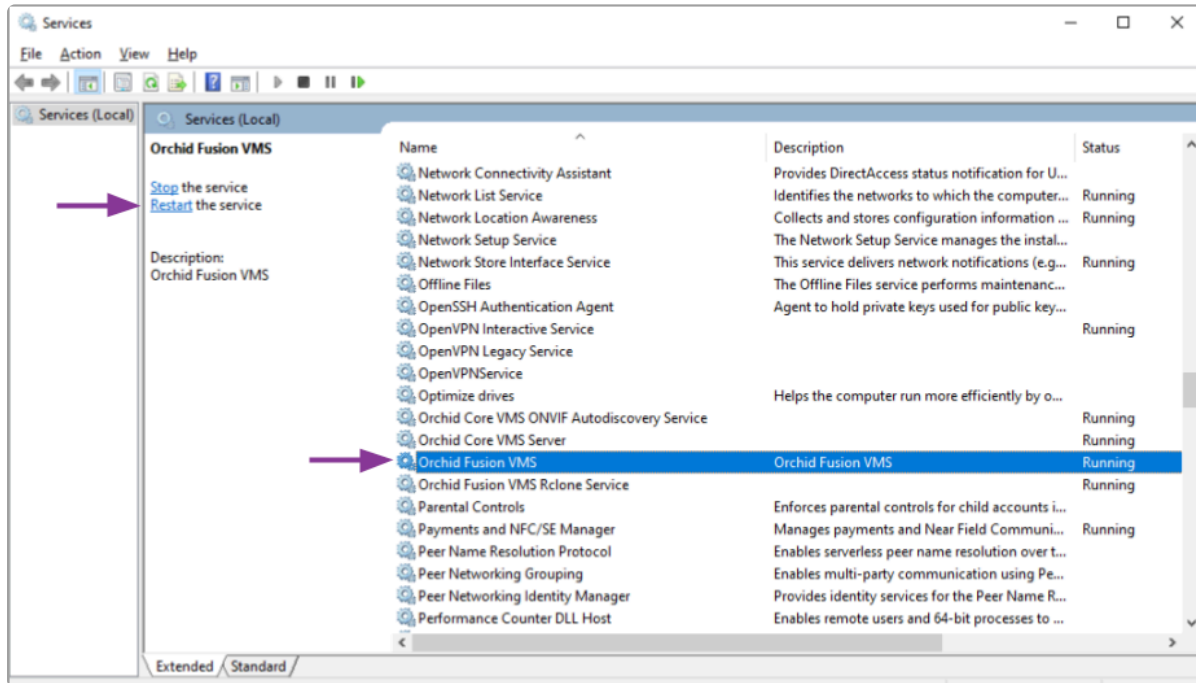 Services
File Action View Help
Services (Local)
Services (Local)
Orchid Fusion VMS
Stop the service
Restart the service
Description:
Orchid Fusion VMS
Name Description Status
Network Connectivity Assistant Provides DirectAccess status notification for U...
Network List Service Identifies the networks to which the computer... Running
Network Location Awareness Collects and stores configuration information ... Running
Network Setup Service The Network Setup Service manages the instal...
Network Store Interface Service This service delivers network notifications (e.g... Running
Offline Files The Offline Files service performs maintenanc...
OpenSSH Authentication Agent Agent to hold private keys used for public key...
OpenVPN Interactive Service Running
OpenVPN Legacy Service
OpenVPNService
Optimize drives Helps the computer run more efficiently by o...
Orchid Core VMS ONVIF Autodiscovery Service Running
Orchid Core VMS Server Running
Orchid Fusion VMS Orchid Fusion VMS Running
Orchid Fusion VMS Rclone Service Running
Parental Controls Enforces parental controls for child accounts i...
Payments and NFC/SE Manager Manages payments and Near Field Communi... Running
Peer Name Resolution Protocol Enables serverless peer name resolution over t...
Peer Networking Grouping Enables multi-party communication using Pe...
Peer Networking Identity Manager Provides identity services for the Peer Name R...
Performance Counter DLL Host Enables remote users and 64-bit processes to ...
Extended Standard